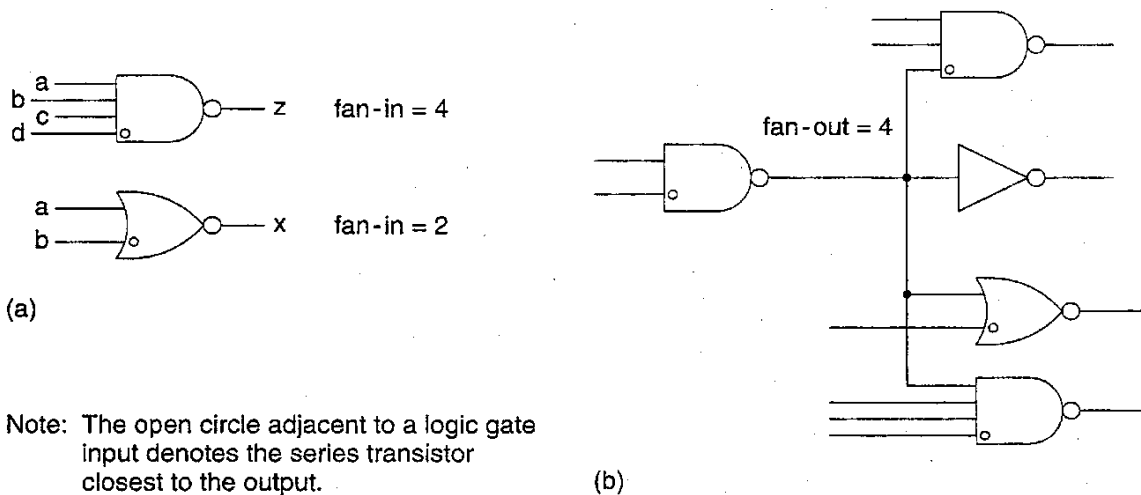 a
b
c
d
z
fan-in = 4
a
b
x
fan-in = 2
(a)
Note: The open circle adjacent to a logic gate
input denotes the series transistor
closest to the output.
fan-out = 4
(b)